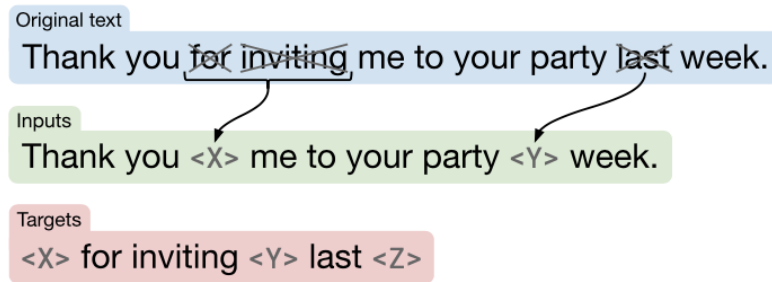 Original text
Thank you for inviting me to your party last week.
Inputs
Thank you <X> me to your party <Y> week.
Targets
<X> for inviting <Y> last <Z>